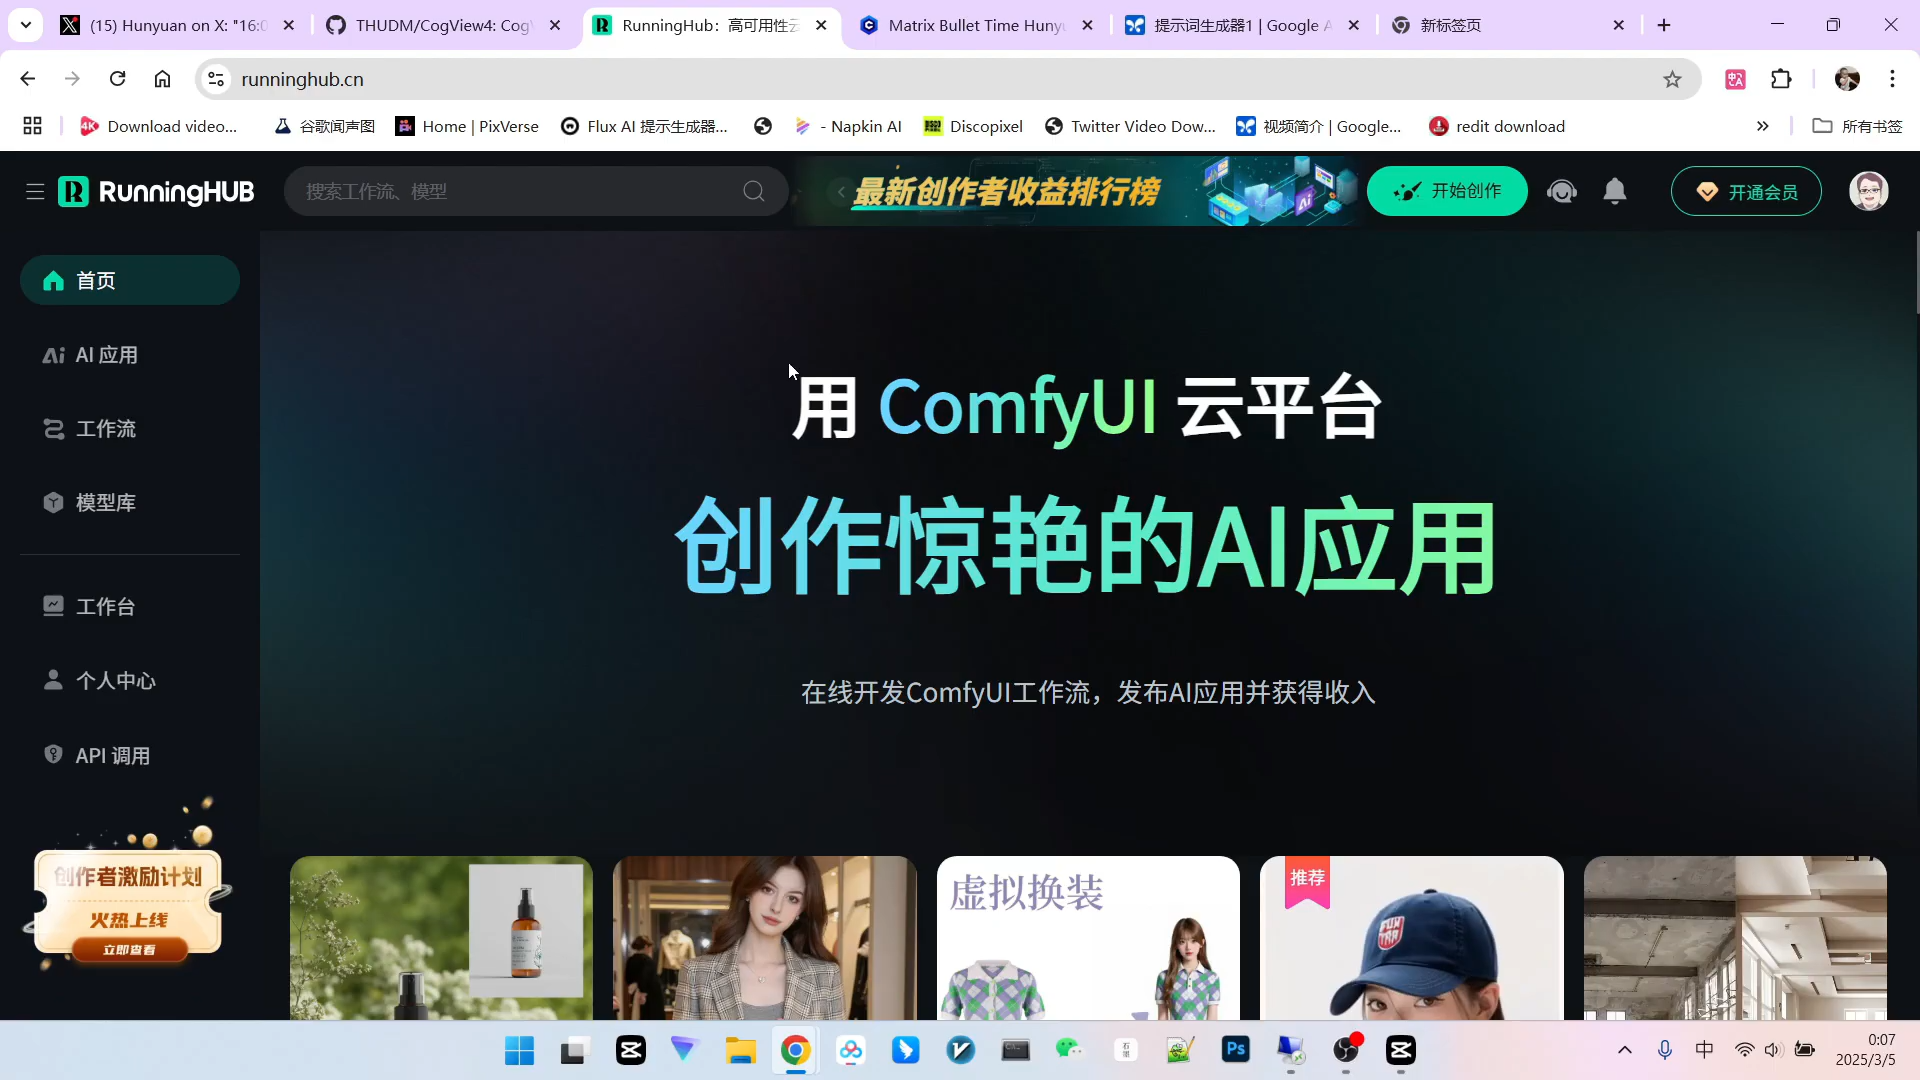 (15) Hunyuan on X: "16:0
THUDM/CogView4: Cog
RunningHub：高可用性云
Matrix Bullet Time Huny
提示词生成器1 | Google A
新标签页
runninghub.cn
Download video...
谷歌闻声图
Home | PixVerse
Flux AI 提示生成器...
- Napkin AI
Discopixel
Twitter Video Dow...
视频简介 | Google...
redit download
所有书签
RunningHUB
搜索工作流、模型
最新创作者收益排行榜
开始创作
开通会员
首页
AI 应用
工作流
模型库
工作台
个人中心
API 调用
创作者激励计划
火热上线
立即查看
用 ComfyUI 云平台
创作惊艳的AI应用
在线开发ComfyUI工作流，发布AI应用并获得收入
虚拟换装
推荐
FUN
TRA
Ps
中
0:07
2025/3/5